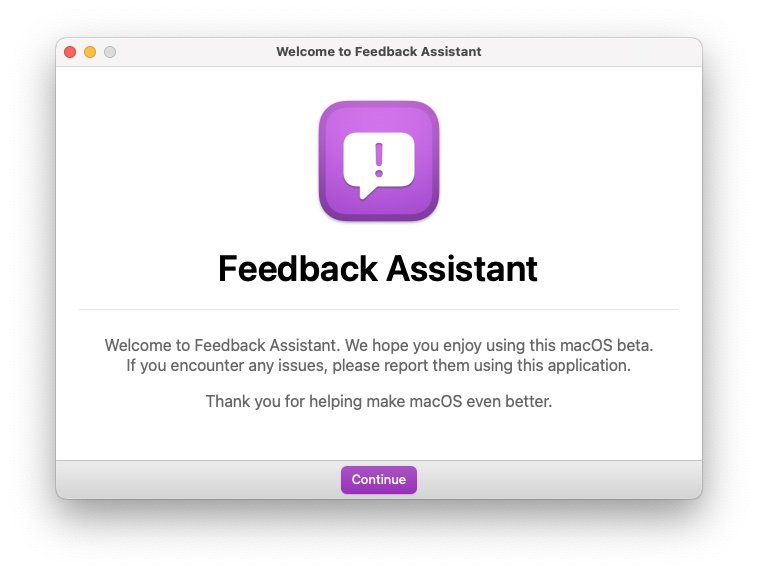 Welcome to Feedback Assistant
Feedback Assistant
Welcome to Feedback Assistant. We hope you enjoy using this macOS beta.
If you encounter any issues, please report them using this application.
Thank you for helping make macOS even better.
Continue